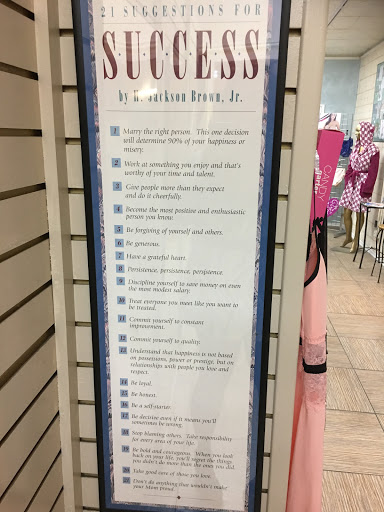 21 SUGGESTIONS FOR
SUCCESS
by H. Jackson Brown, Jr.
1 Marry the right person. This one decision
will determine 90% of your happiness or
misery.
2 Work at something you enjoy and that's
worthy of your time and talent.
3 Give people more than they expect
and do it cheerfully.
4 Become the most positive and enthusiastic
person you know.
5 Be forgiving of yourself and others.
6 Be generous.
7 Have a grateful heart.
8 Persistence, persistence, persistence.
9 Discipline yourself to save money on even
the most modest salary.
10 Treat everyone you meet like you want to
be treated.
11 Commit yourself to constant
improvement.
12 Commit yourself to quality.
13 Understand that happiness is not based
on possessions, power or prestige, but on
relationships with people you love and
respect.
14 Be loyal.
15 Be honest.
16 Be a self-starter.
17 Be decisive even if it means you'll
sometimes be wrong.
18 Stop blaming others. Take responsibility
for every area of your life.
19 Be bold and courageous. When you look
back on your life, you'll regret the things
you didn't do more than the ones you did.
20 Take good care of those you love.
21 Don't do anything that wouldn't make
your Mom proud.
CANDY